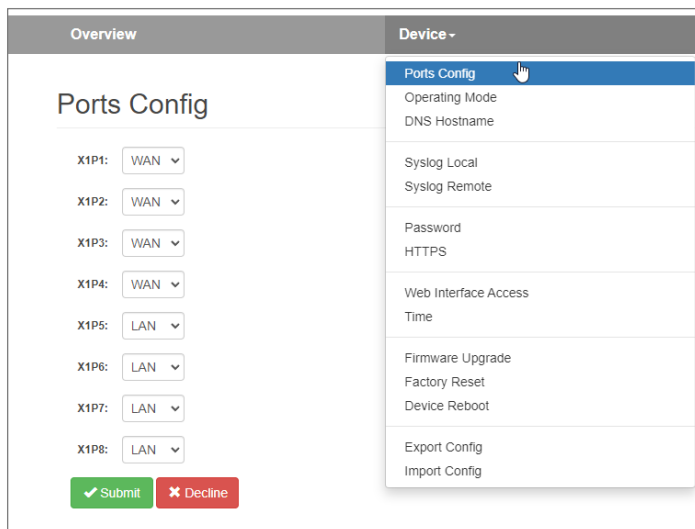 Overview
Device
Ports Config
X1P1: WAN
X1P2: WAN
X1P3: WAN
X1P4: WAN
X1P5: LAN
X1P6: LAN
X1P7: LAN
X1P8: LAN
Submit Decline
Ports Config
Operating Mode
DNS Hostname
Syslog Local
Syslog Remote
Password
HTTPS
Web Interface Access
Time
Firmware Upgrade
Factory Reset
Device Reboot
Export Config
Import Config